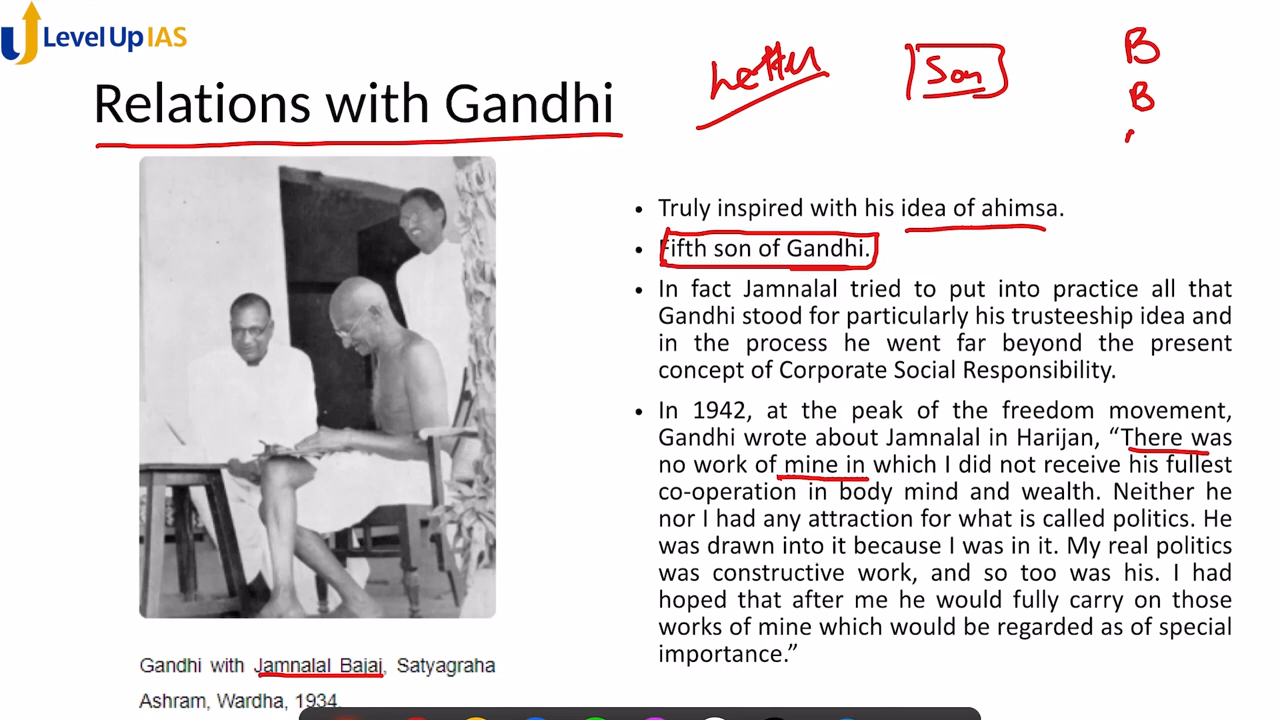 Level Up IAS
Letter
Son
B
B
Relations with Gandhi
• Truly inspired with his idea of ahimsa.
• Fifth son of Gandhi.
• In fact Jamnalal tried to put into practice all that
Gandhi stood for particularly his trusteeship idea and
in the process he went far beyond the present
concept of Corporate Social Responsibility.
• In 1942, at the peak of the freedom movement,
Gandhi wrote about Jamnalal in Harijan, “There was
no work of mine in which I did not receive his fullest
co-operation in body mind and wealth. Neither he
nor I had any attraction for what is called politics. He
was drawn into it because I was in it. My real politics
was constructive work, and so too was his. I had
hoped that after me he would fully carry on those
works of mine which would be regarded as of special
importance.”
Gandhi with Jamnalal Bajaj, Satyagraha
Ashram, Wardha, 1934.